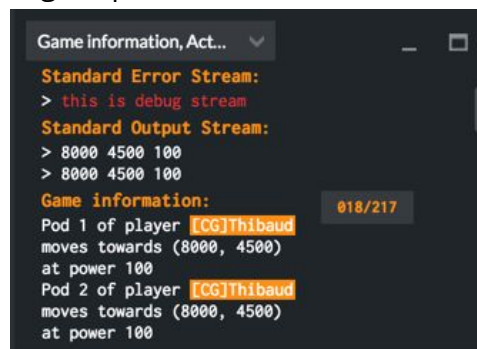 Game information, Act...
Standard Error Stream:
> this is debug stream
Standard Output Stream:
> 8000 4500 100
> 8000 4500 100
Game information:
018/217
Pod 1 of player [CG]Thibaud
moves towards (8000, 4500)
at power 100
Pod 2 of player [CG]Thibaud
moves towards (8000, 4500)
at power 100